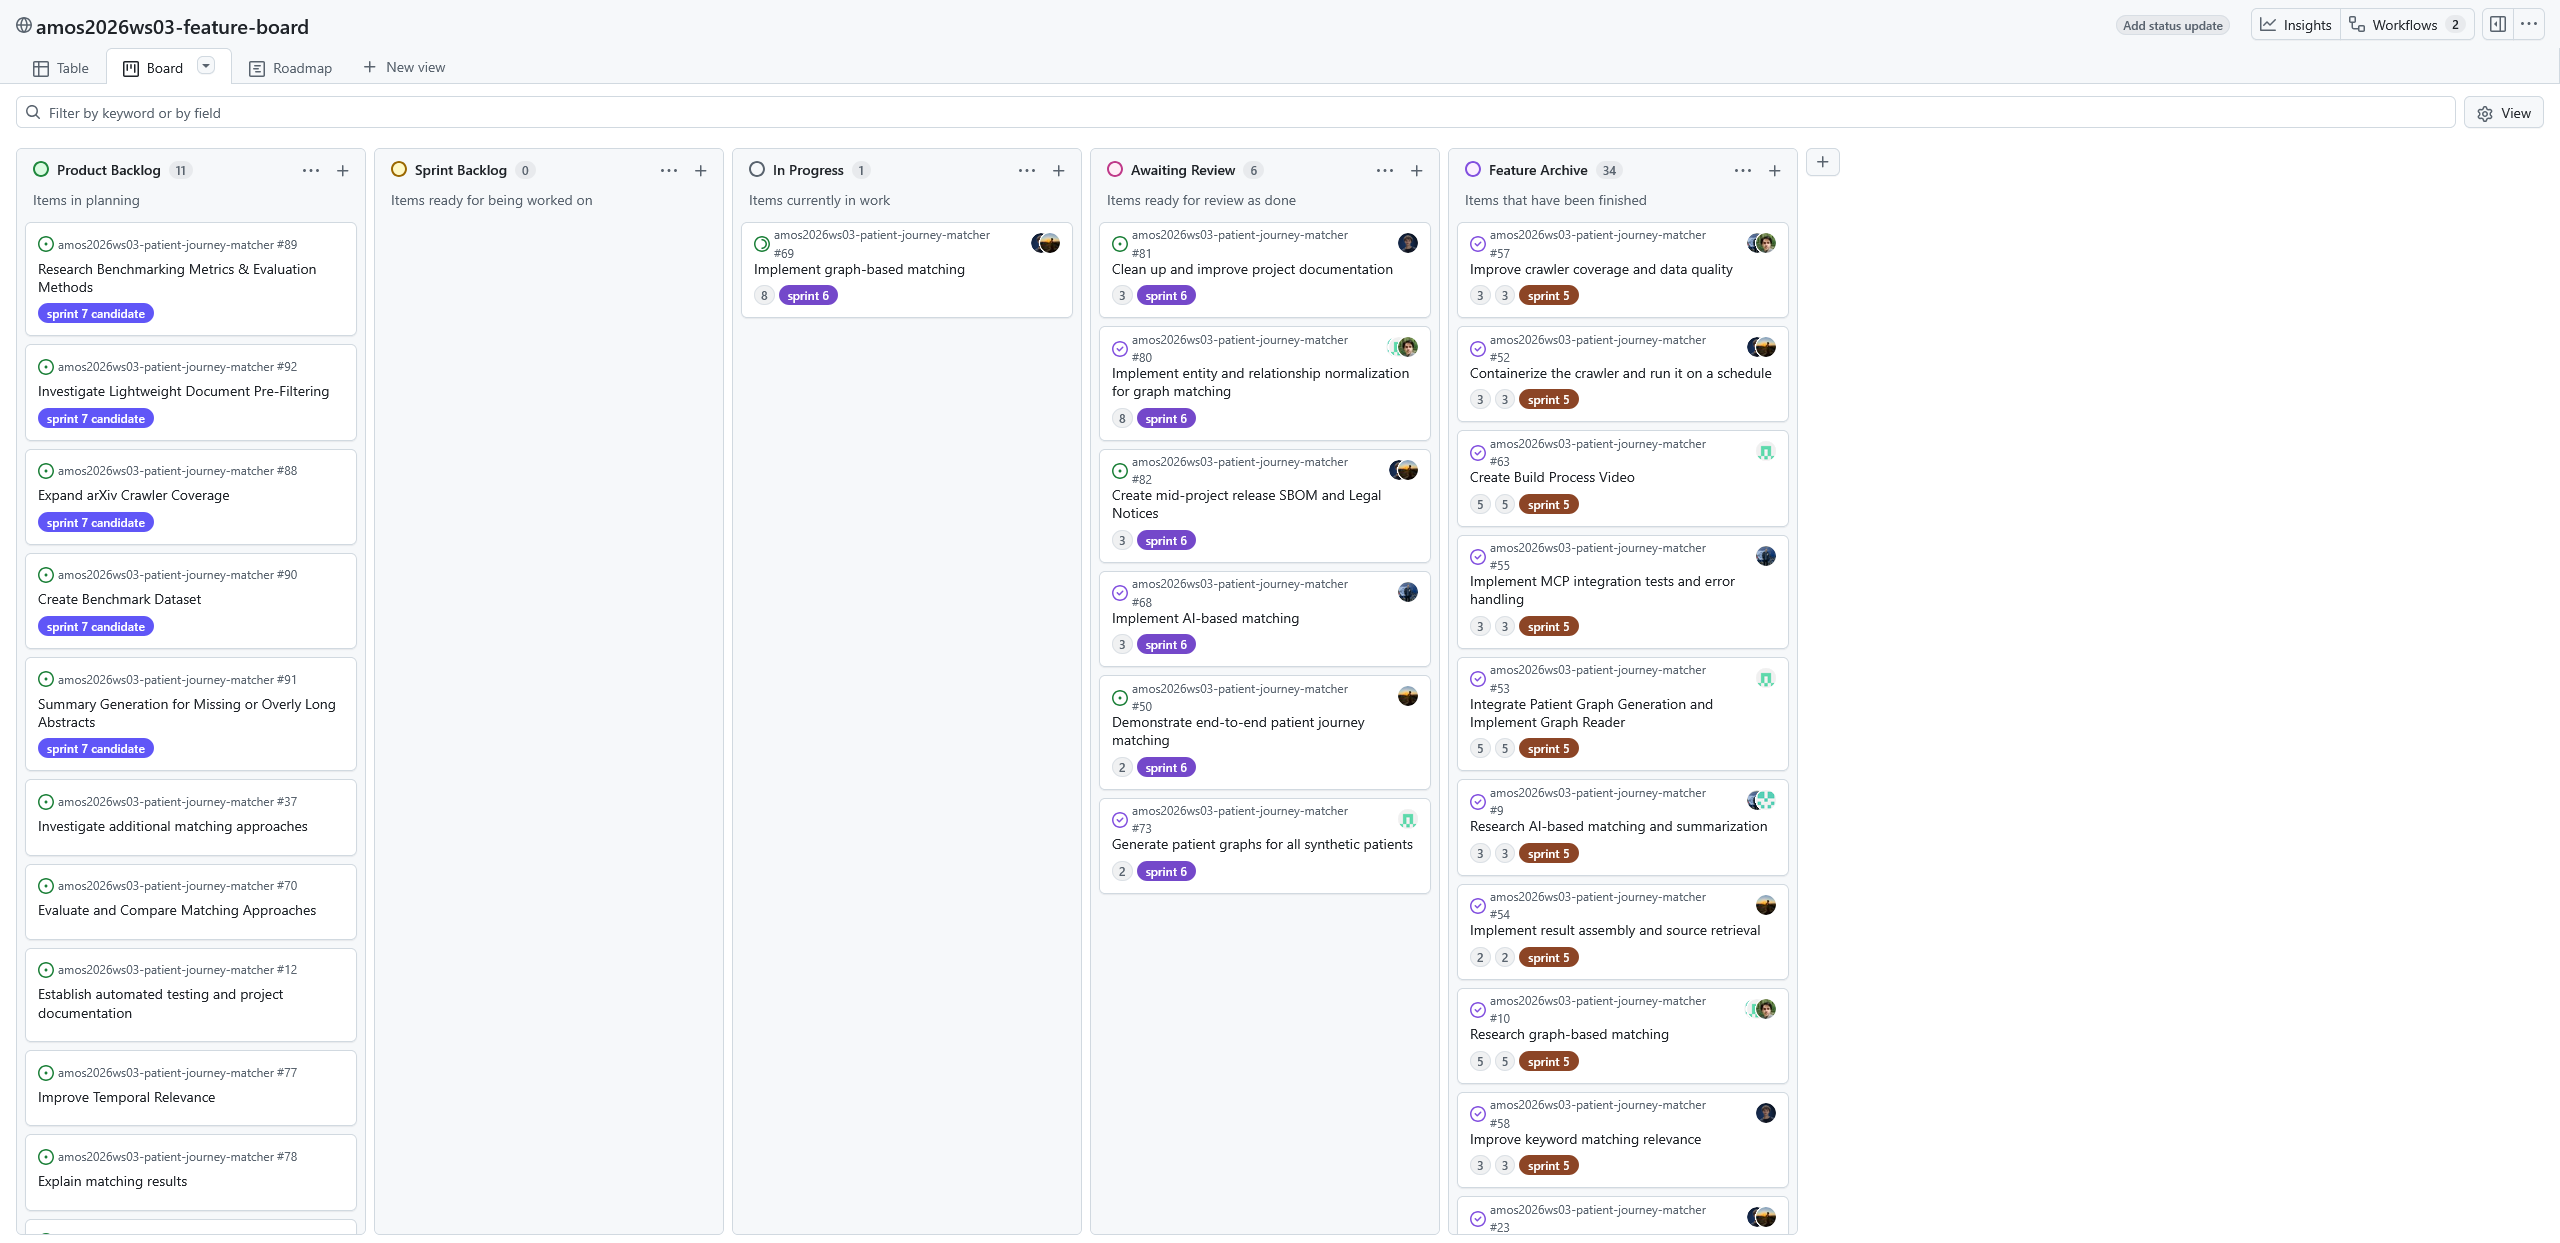 amos2026ws03-feature-board
Add status update
Insights
Workflows 2
Table
Board
Roadmap
New view
Filter by keyword or by field
View
Product Backlog 11
Items in planning
amos2026ws03-patient-journey-matcher #89
Research Benchmarking Metrics & Evaluation
Methods
sprint 7 candidate
amos2026ws03-patient-journey-matcher #92
Investigate Lightweight Document Pre-Filtering
sprint 7 candidate
amos2026ws03-patient-journey-matcher #88
Expand arXiv Crawler Coverage
sprint 7 candidate
amos2026ws03-patient-journey-matcher #90
Create Benchmark Dataset
sprint 7 candidate
amos2026ws03-patient-journey-matcher #91
Summary Generation for Missing or Overly Long
Abstracts
sprint 7 candidate
amos2026ws03-patient-journey-matcher #37
Investigate additional matching approaches
amos2026ws03-patient-journey-matcher #70
Evaluate and Compare Matching Approaches
amos2026ws03-patient-journey-matcher #12
Establish automated testing and project
documentation
amos2026ws03-patient-journey-matcher #77
Improve Temporal Relevance
amos2026ws03-patient-journey-matcher #78
Explain matching results
Sprint Backlog 0
Items ready for being worked on
In Progress 1
Items currently in work
amos2026ws03-patient-journey-matcher
#69
Implement graph-based matching
8 sprint 6
Awaiting Review 6
Items ready for review as done
amos2026ws03-patient-journey-matcher
#81
Clean up and improve project documentation
3 sprint 6
amos2026ws03-patient-journey-matcher
#80
Implement entity and relationship normalization
for graph matching
8 sprint 6
amos2026ws03-patient-journey-matcher
#82
Create mid-project release SBOM and Legal
Notices
3 sprint 6
amos2026ws03-patient-journey-matcher
#68
Implement AI-based matching
3 sprint 6
amos2026ws03-patient-journey-matcher
#50
Demonstrate end-to-end patient journey
matching
2 sprint 6
amos2026ws03-patient-journey-matcher
#73
Generate patient graphs for all synthetic patients
2 sprint 6
Feature Archive 34
Items that have been finished
amos2026ws03-patient-journey-matcher
#57
Improve crawler coverage and data quality
3 3 sprint 5
amos2026ws03-patient-journey-matcher
#52
Containerize the crawler and run it on a schedule
3 3 sprint 5
amos2026ws03-patient-journey-matcher
#63
Create Build Process Video
5 5 sprint 5
amos2026ws03-patient-journey-matcher
#55
Implement MCP integration tests and error
handling
3 3 sprint 5
amos2026ws03-patient-journey-matcher
#53
Integrate Patient Graph Generation and
Implement Graph Reader
5 5 sprint 5
amos2026ws03-patient-journey-matcher
#9
Research AI-based matching and summarization
3 3 sprint 5
amos2026ws03-patient-journey-matcher
#54
Implement result assembly and source retrieval
2 2 sprint 5
amos2026ws03-patient-journey-matcher
#10
Research graph-based matching
5 5 sprint 5
amos2026ws03-patient-journey-matcher
#58
Improve keyword matching relevance
3 3 sprint 5
amos2026ws03-patient-journey-matcher
#23